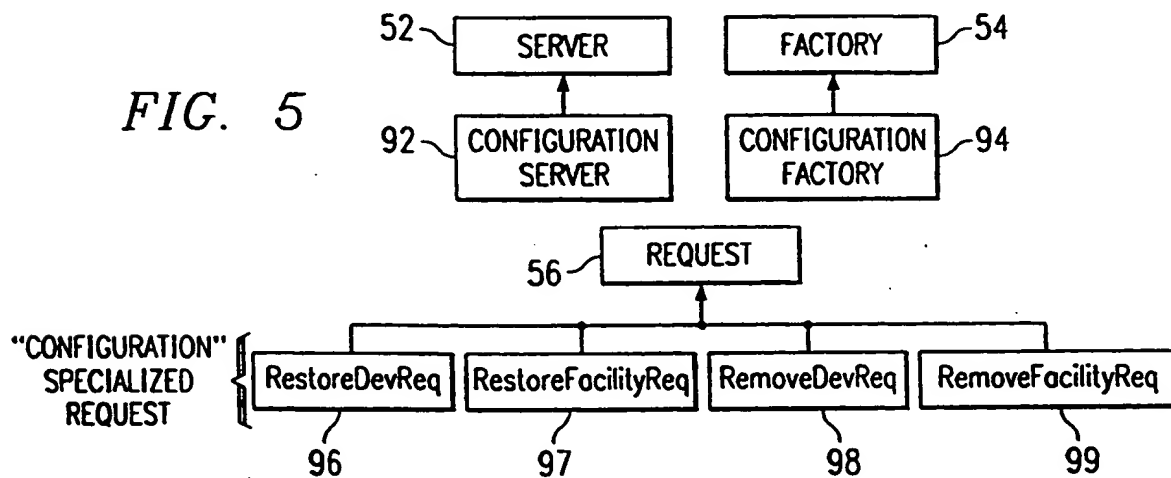 52
SERVER
FACTORY
54
FIG. 5
92
CONFIGURATION
SERVER
CONFIGURATION
FACTORY
94
56
REQUEST
"CONFIGURATION"
SPECIALIZED
REQUEST
RestoreDevReq
RestoreFacilityReq
RemoveDevReq
RemoveFacilityReq
96
97
98
99